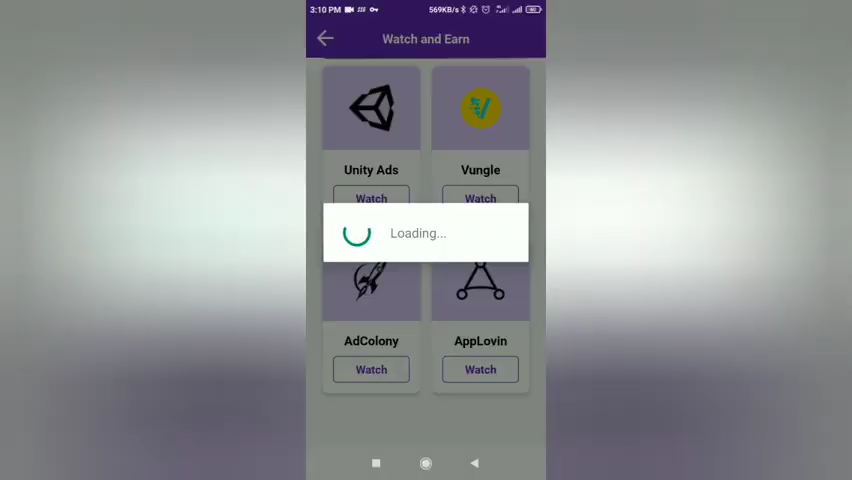 3:10 PM 569KB/s
Watch and Earn
Unity Ads Vungle
Watch Watch
Loading...
AdColony AppLovin
Watch Watch